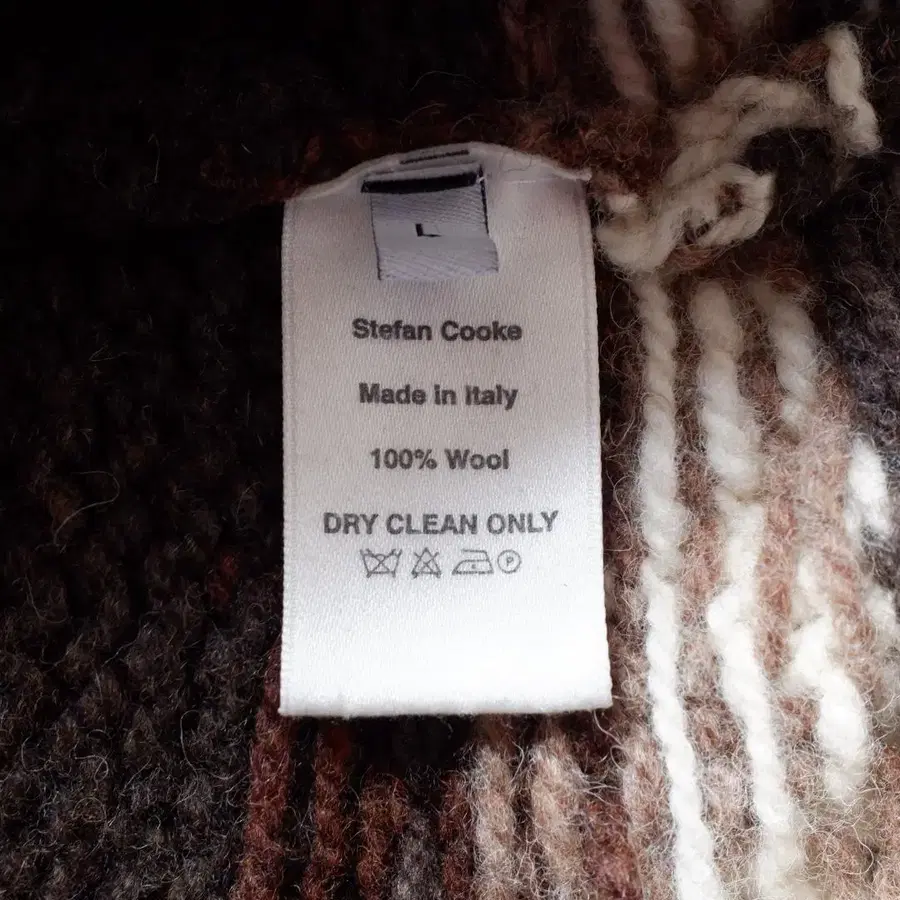 L
Stefan Cooke
Made in Italy
100% Wool
DRY CLEAN ONLY
P